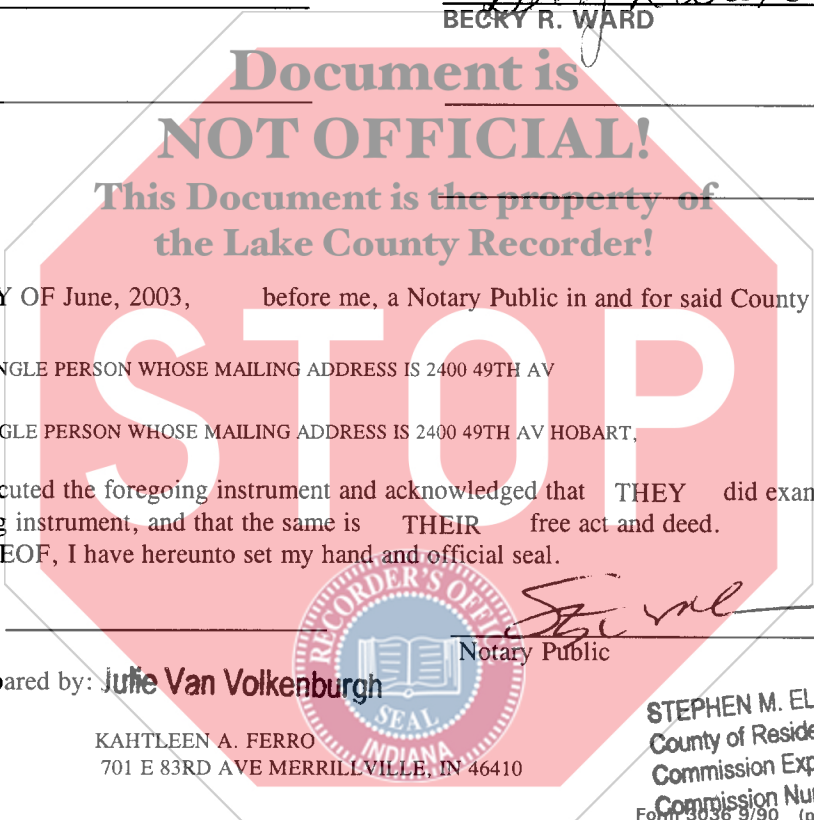 BECKY R. WARD
Document is
NOT OFFICIAL!
This Document is the property of
the Lake County Recorder!
Y OF June, 2003, before me, a Notary Public in and for said County
STOP
NGLE PERSON WHOSE MAILING ADDRESS IS 2400 49TH AV
GLE PERSON WHOSE MAILING ADDRESS IS 2400 49TH AV HOBART,
cuted the foregoing instrument and acknowledged that THEY did exam
g instrument, and that the same is THEIR free act and deed.
EOF, I have hereunto set my hand and official seal.
RECORDER'S OFFICE
SEAL
INDIANA
Notary Public
pared by: Julie Van Volkenburgh
STEPHEN M. EL
County of Reside
Commission Exp
Commission Nu
KAHTLEEN A. FERRO
701 E 83RD AVE MERRILLVILLE, IN 46410
Form 3036 9/90